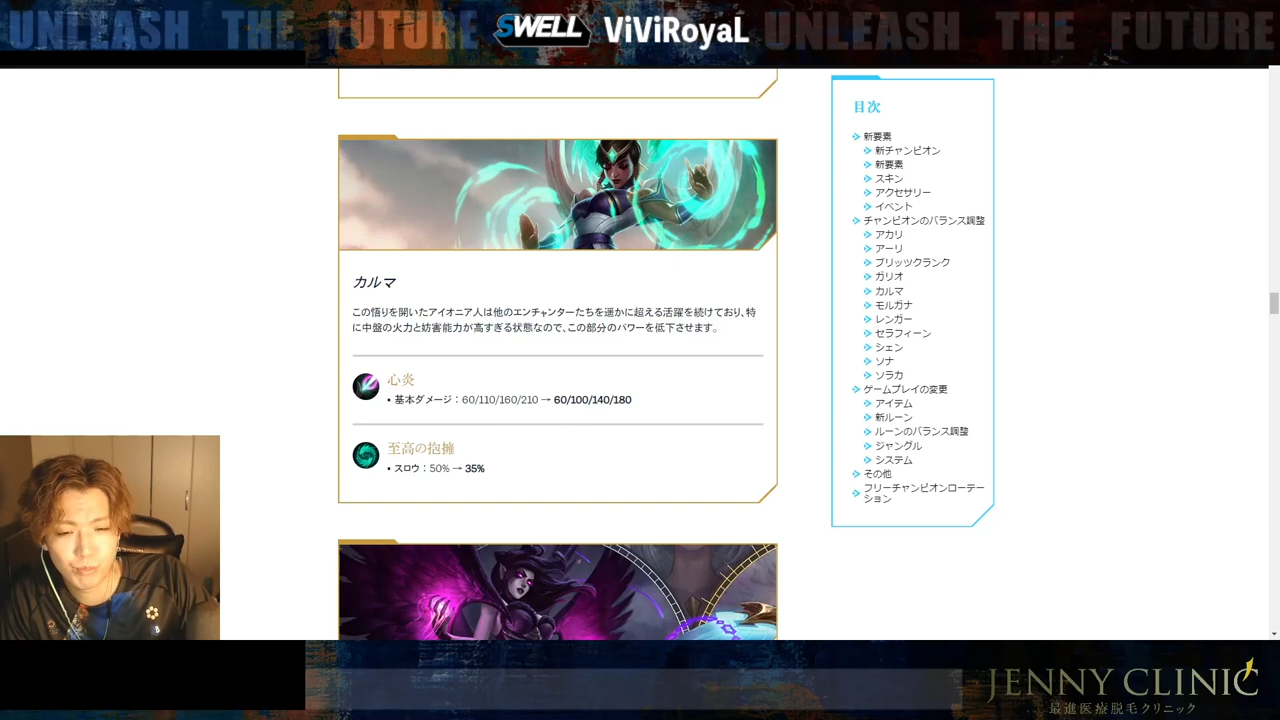 UNLEASH THE FUTURE
SWELL
ViViRoyaL
UNLEASH THE FUTURE
カルマ
この悟りを開いたアイオニア人は他のエンチャンターたちを遥かに超える活躍を続けており、特
に中盤の火力と妨害能力が高すぎる状態なので、この部分のパワーを低下させます。
心炎
• 基本ダメージ：60/110/160/210 → 60/100/140/180
至高の抱擁
• スロウ：50% → 35%
目次
新要素
新チャンピオン
新要素
スキン
アクセサリー
イベント
チャンピオンのバランス調整
アカリ
アーリ
ブリッツクランク
ガリオ
カルマ
モルガナ
レンガー
セラフィーン
シェン
ソナ
ソラカ
ゲームプレイの変更
アイテム
新ルーン
ルーンのバランス調整
ジャングル
システム
その他
フリーチャンピオンローテー
ション
JENNY CLINIC
最進医療脱毛クリニック